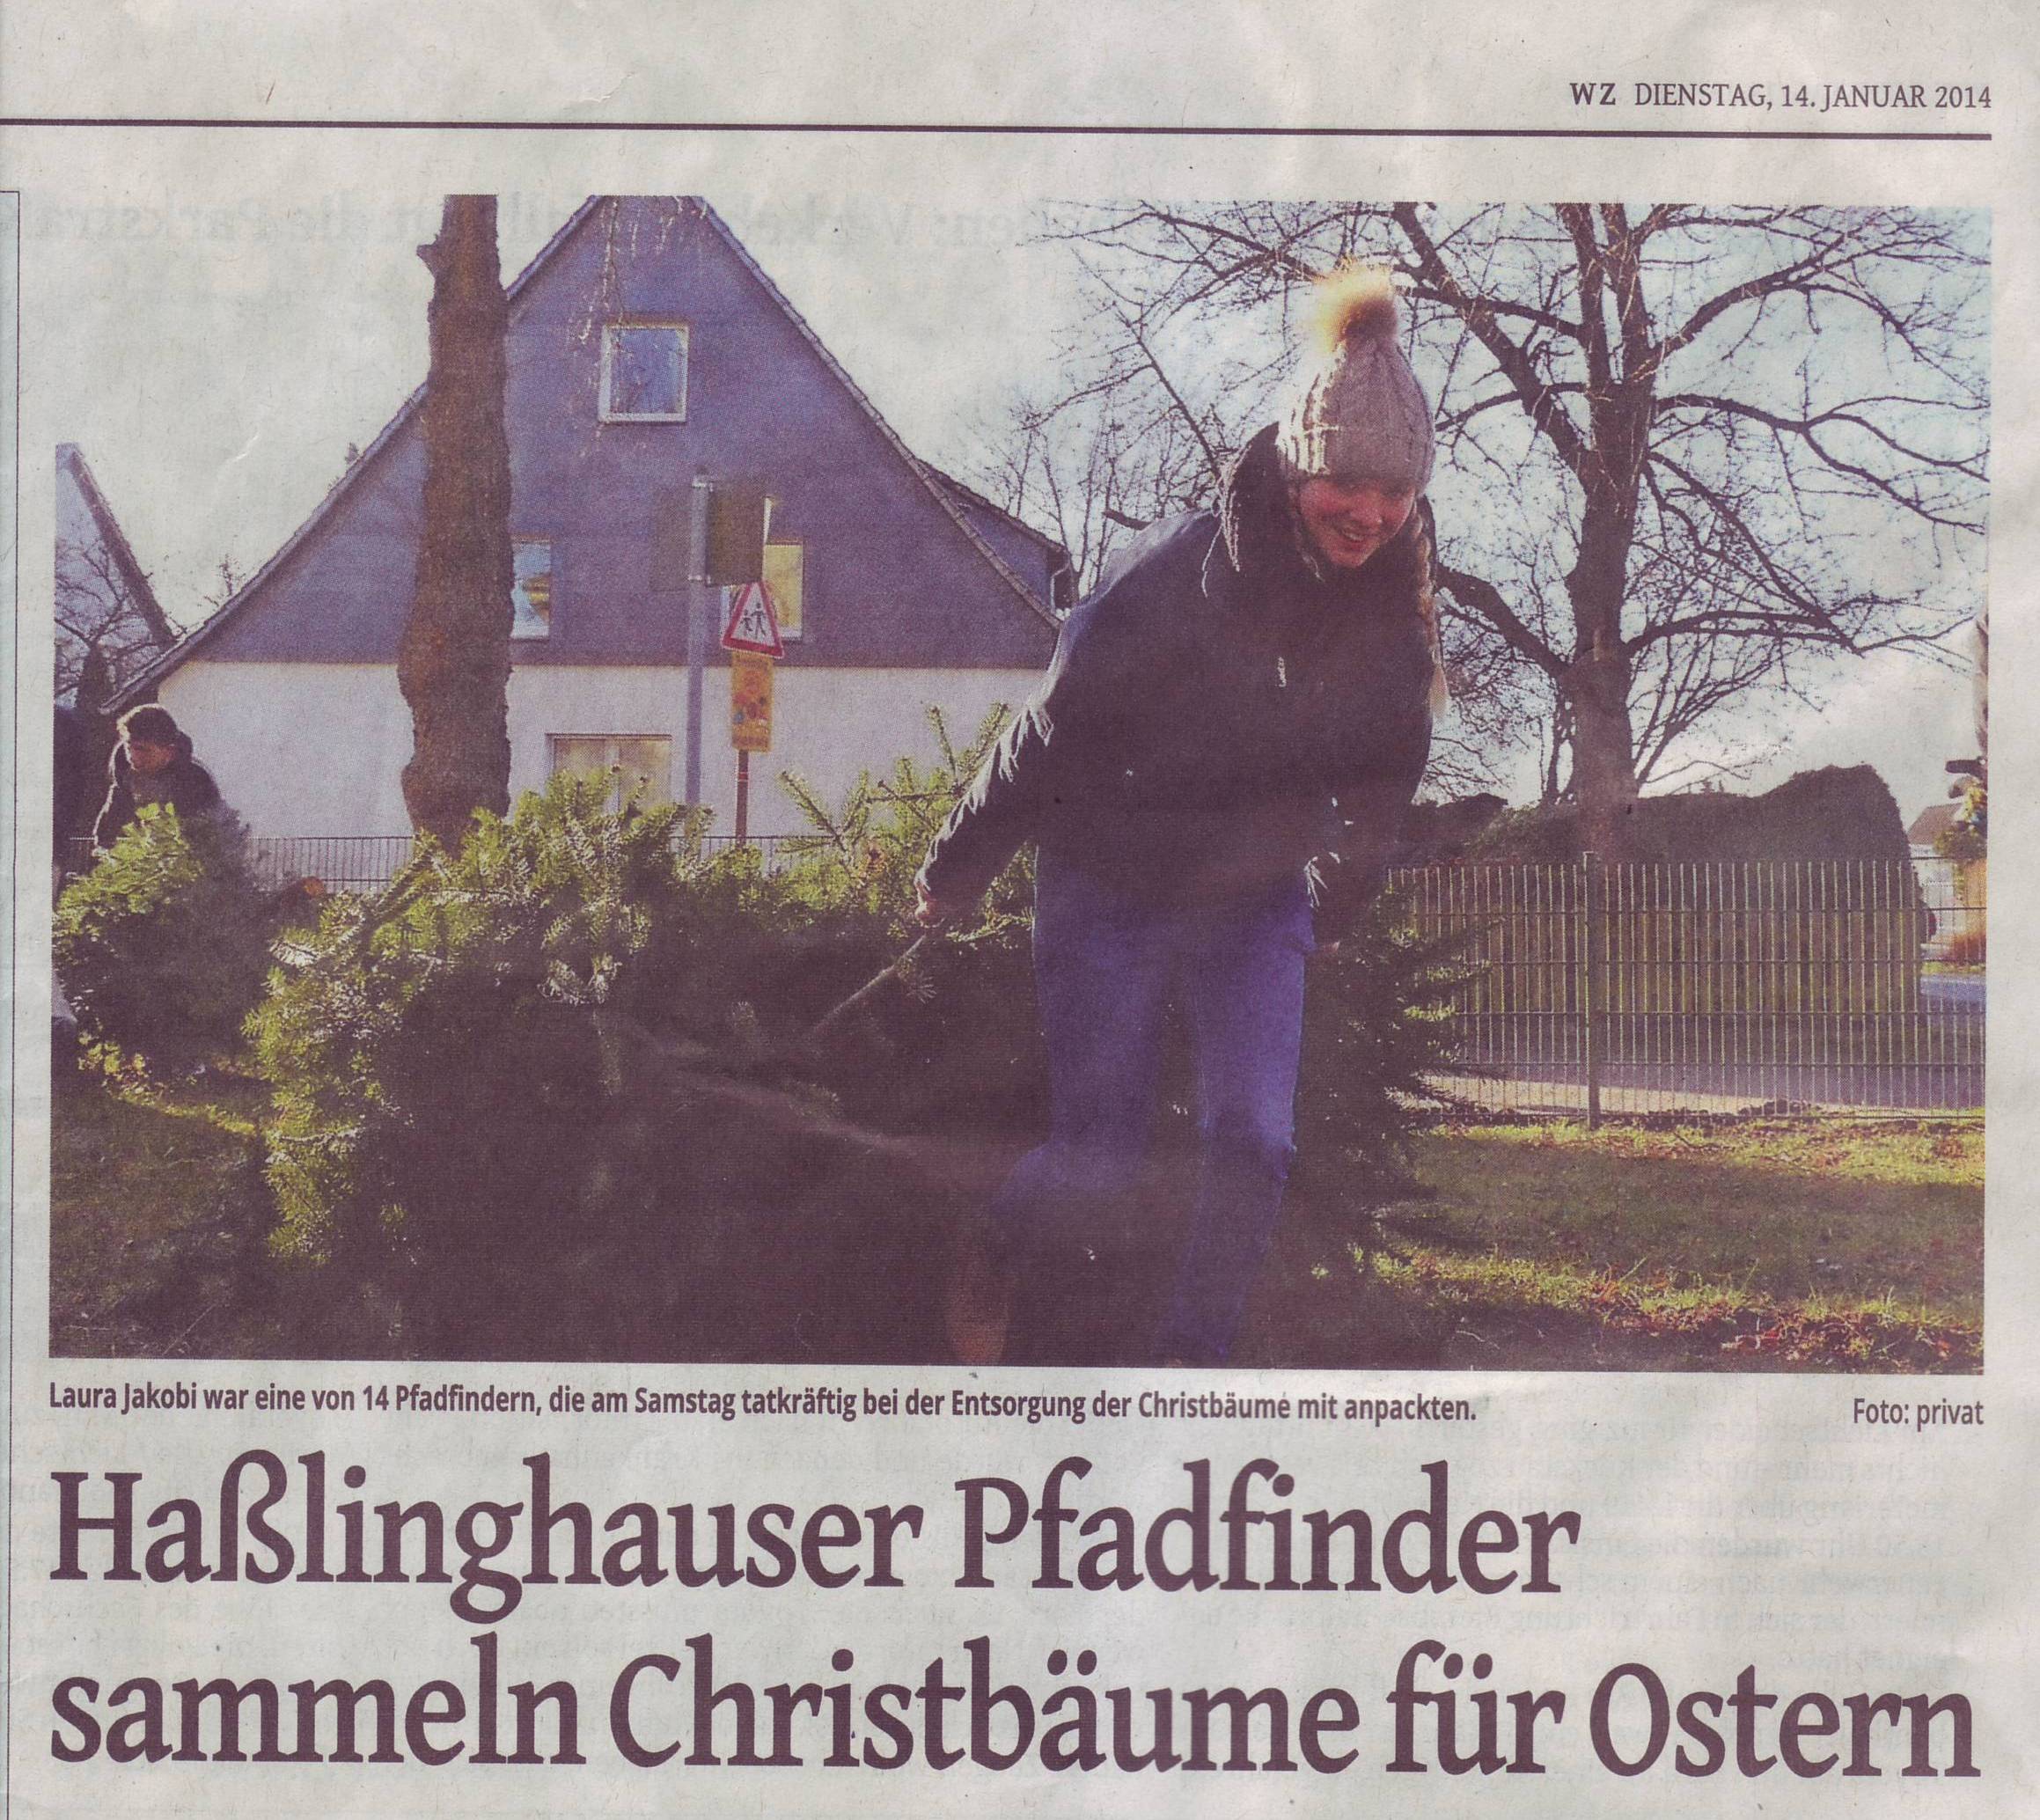 WZ DIENSTAG, 14. JANUAR 2014
Laura Jakobi war eine von 14 Pfadfindern, die am Samstag tatkräftig bei der Entsorgung der Christbäume mit anpackten.
Foto: privat
Haßlinghauser Pfadfinder
sammeln Christbäume für Ostern